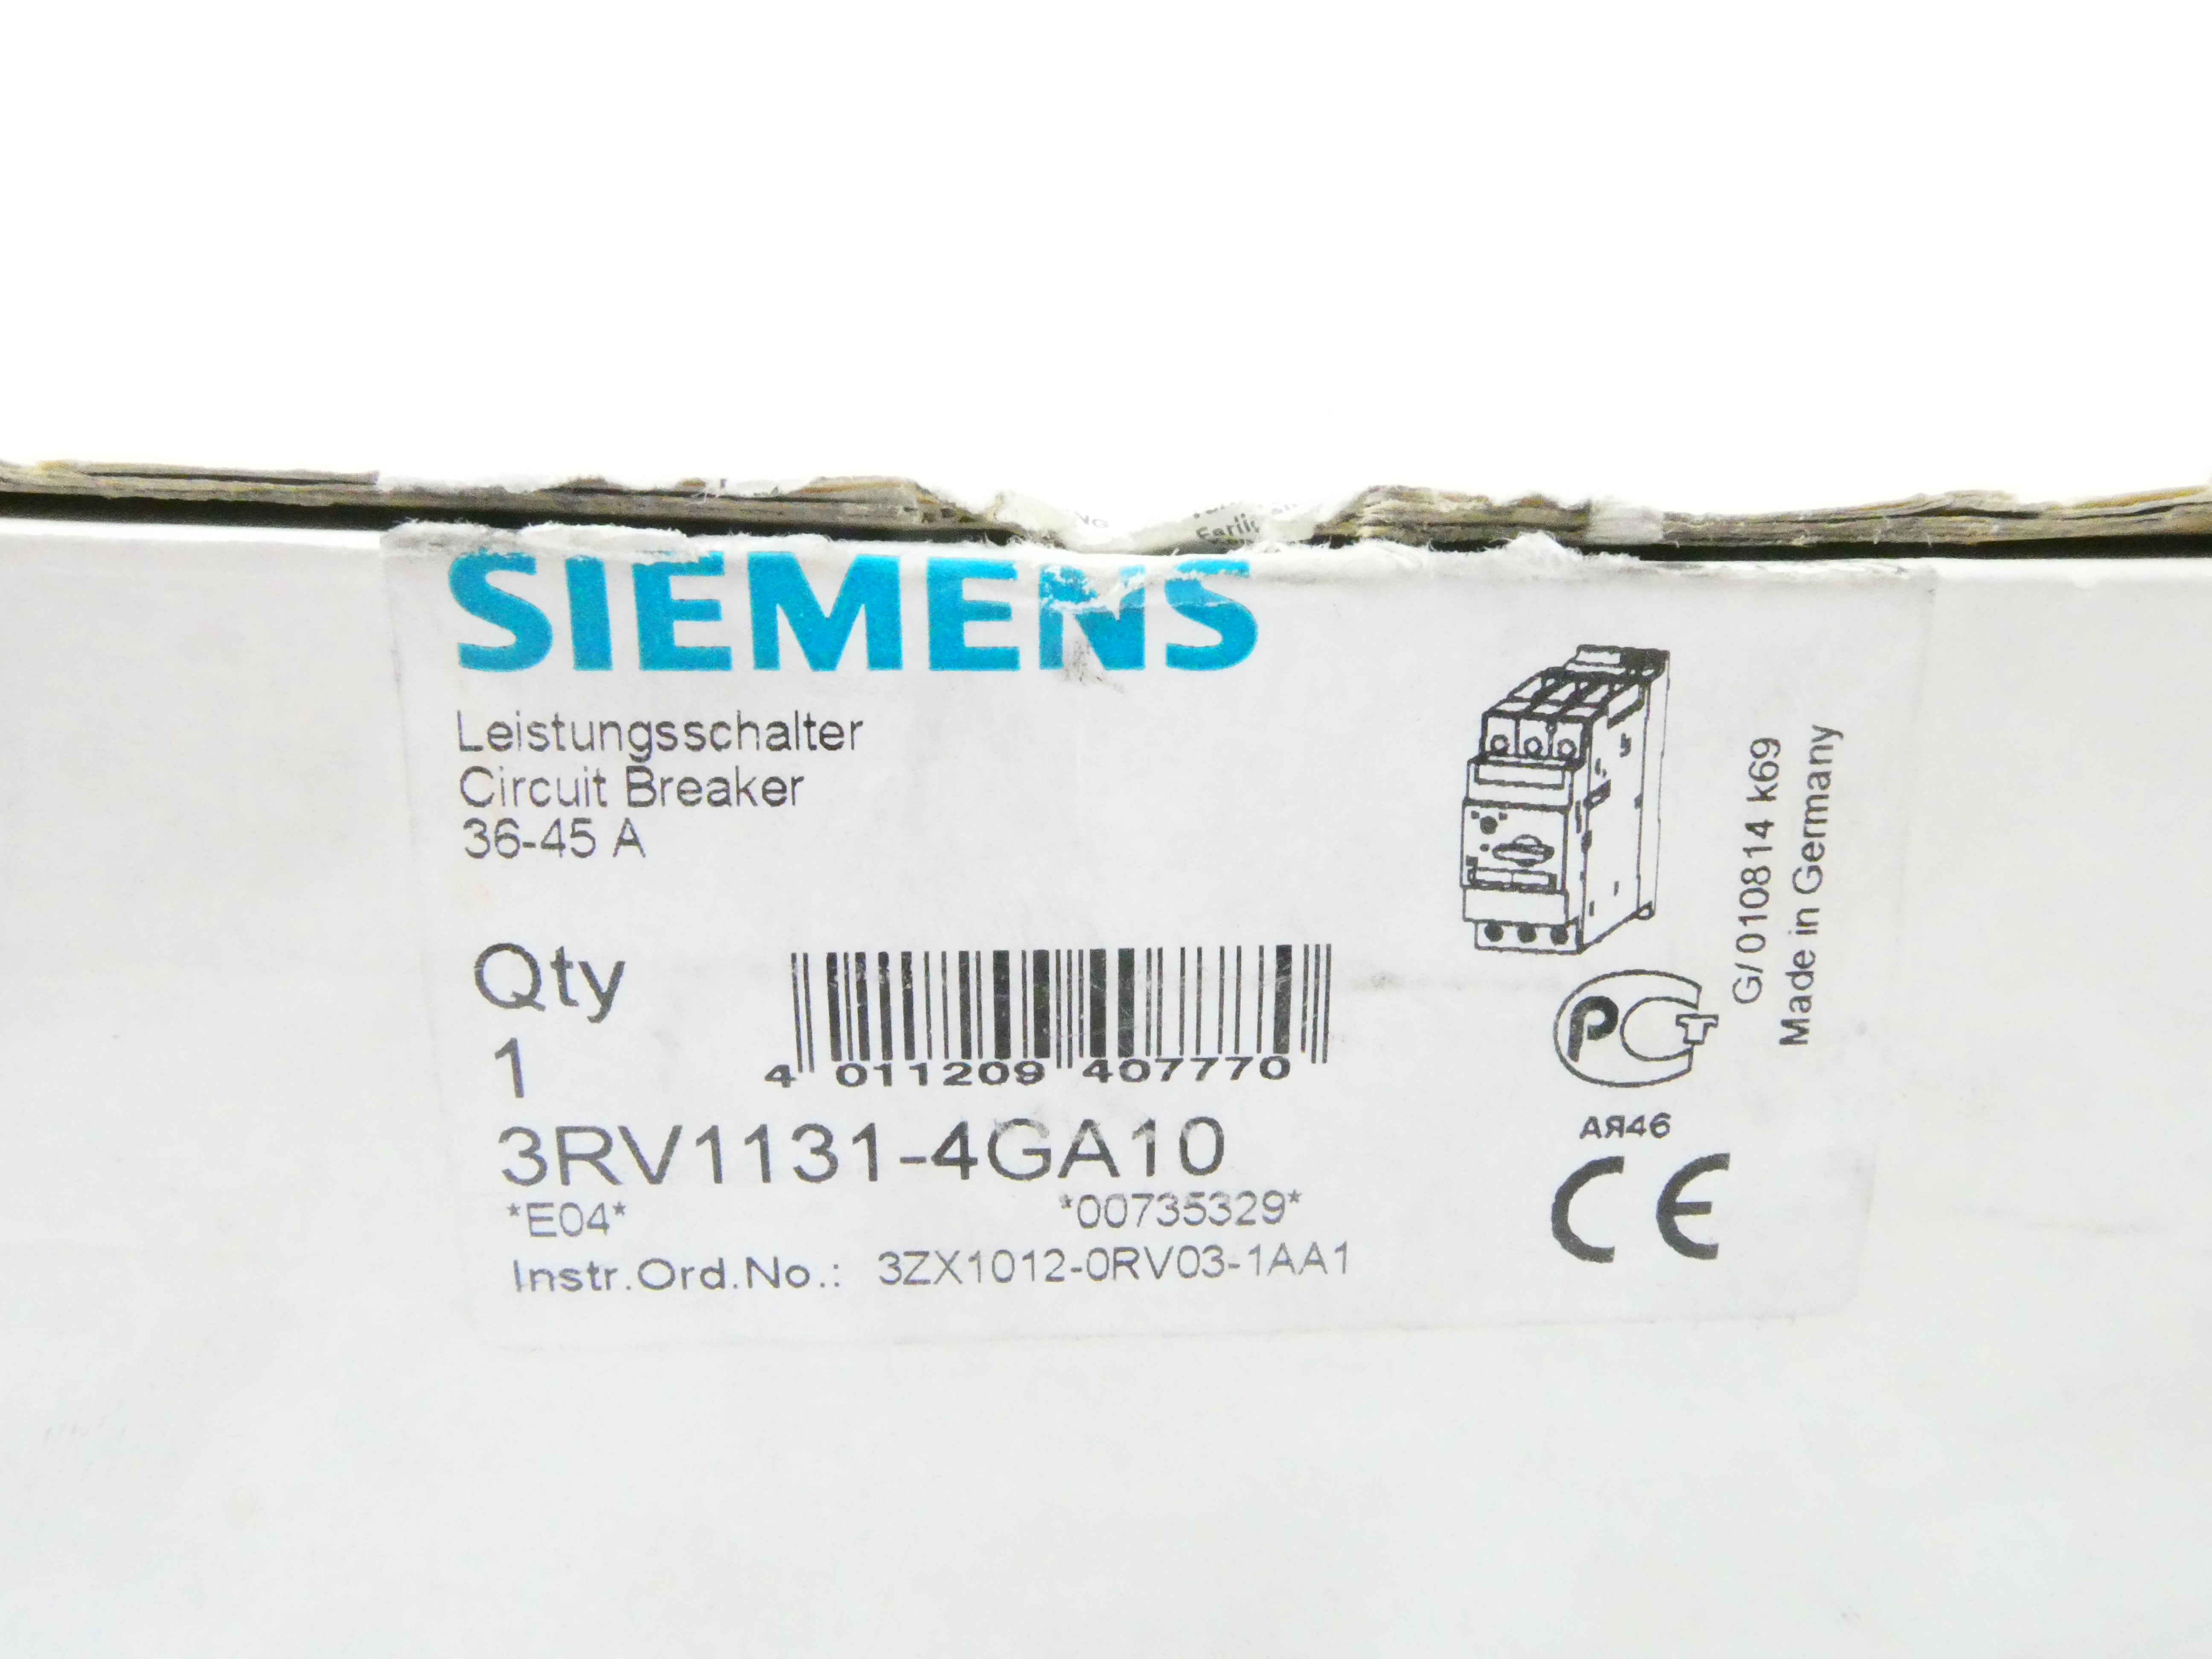 SIEMENS
Leistungsschalter
Circuit Breaker
36-45 A
Qty
1
4 011209 407770
3RV1131-4GA10
*E04* *00735329*
Instr.Ord.No.: 3ZX1012-0RV03-1AA1
G/010814 k69
Made in Germany
РСТ
АЯ46
CE